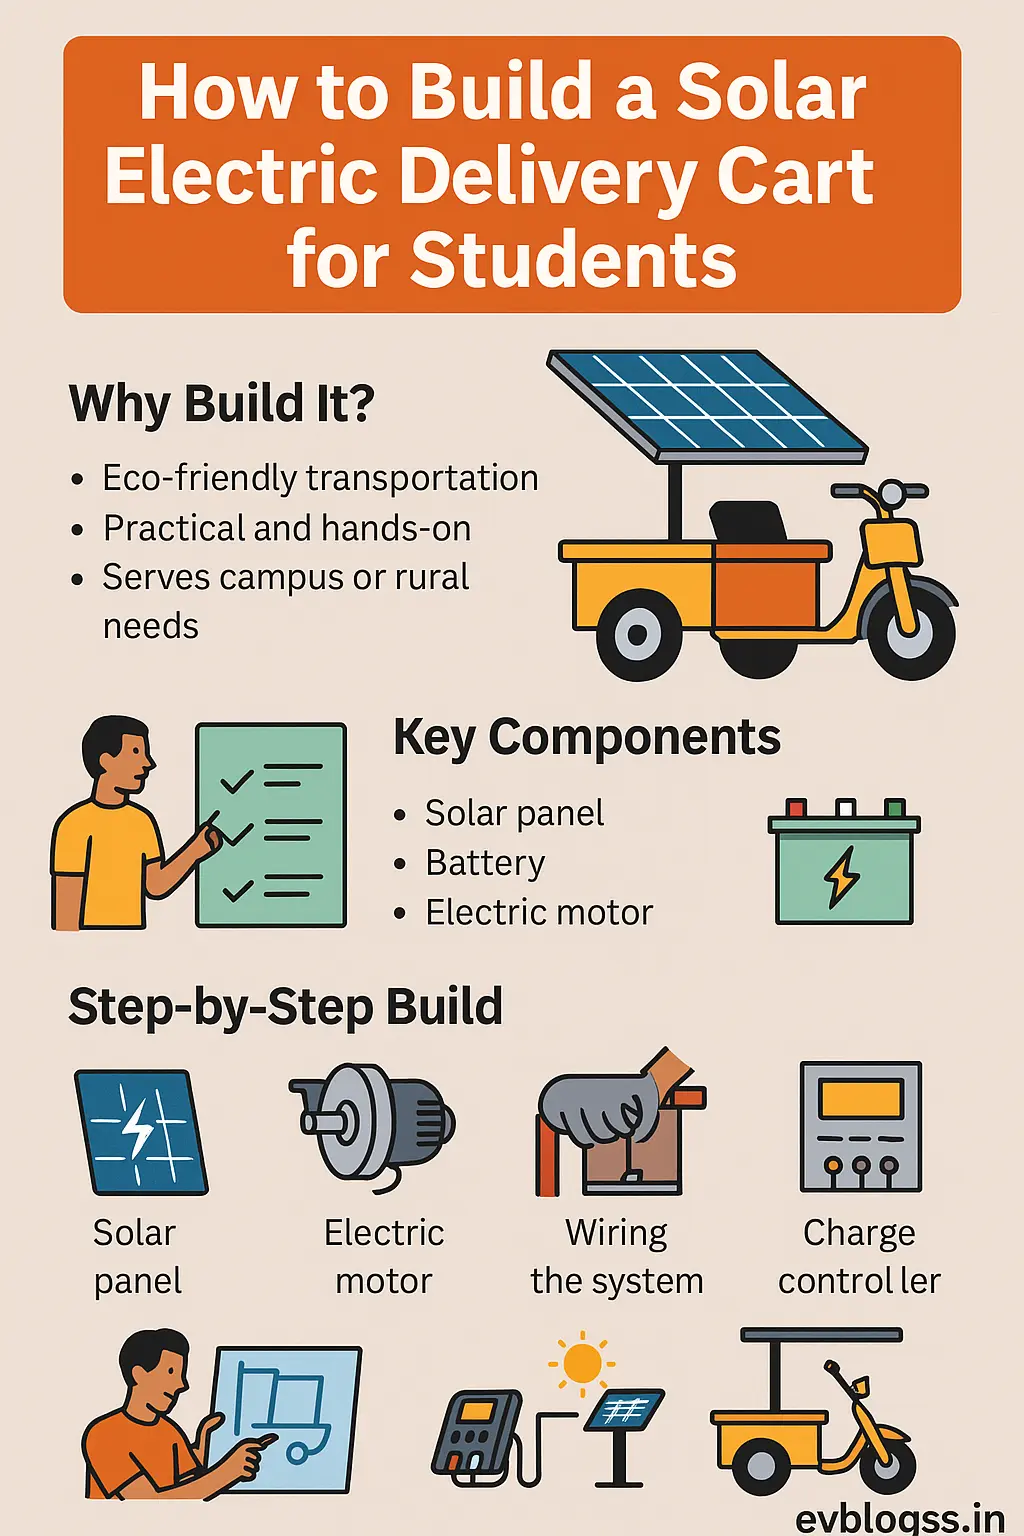 How to Build a Solar
Electric Delivery Cart
for Students
Why Build It?
• Eco-friendly transportation
• Practical and hands-on
• Serves campus or rural
needs
Key Components
• Solar panel
• Battery
• Electric motor
Step-by-Step Build
Solar
panel
Electric
motor
Wiring
the system
Charge
controller
evblogss.in